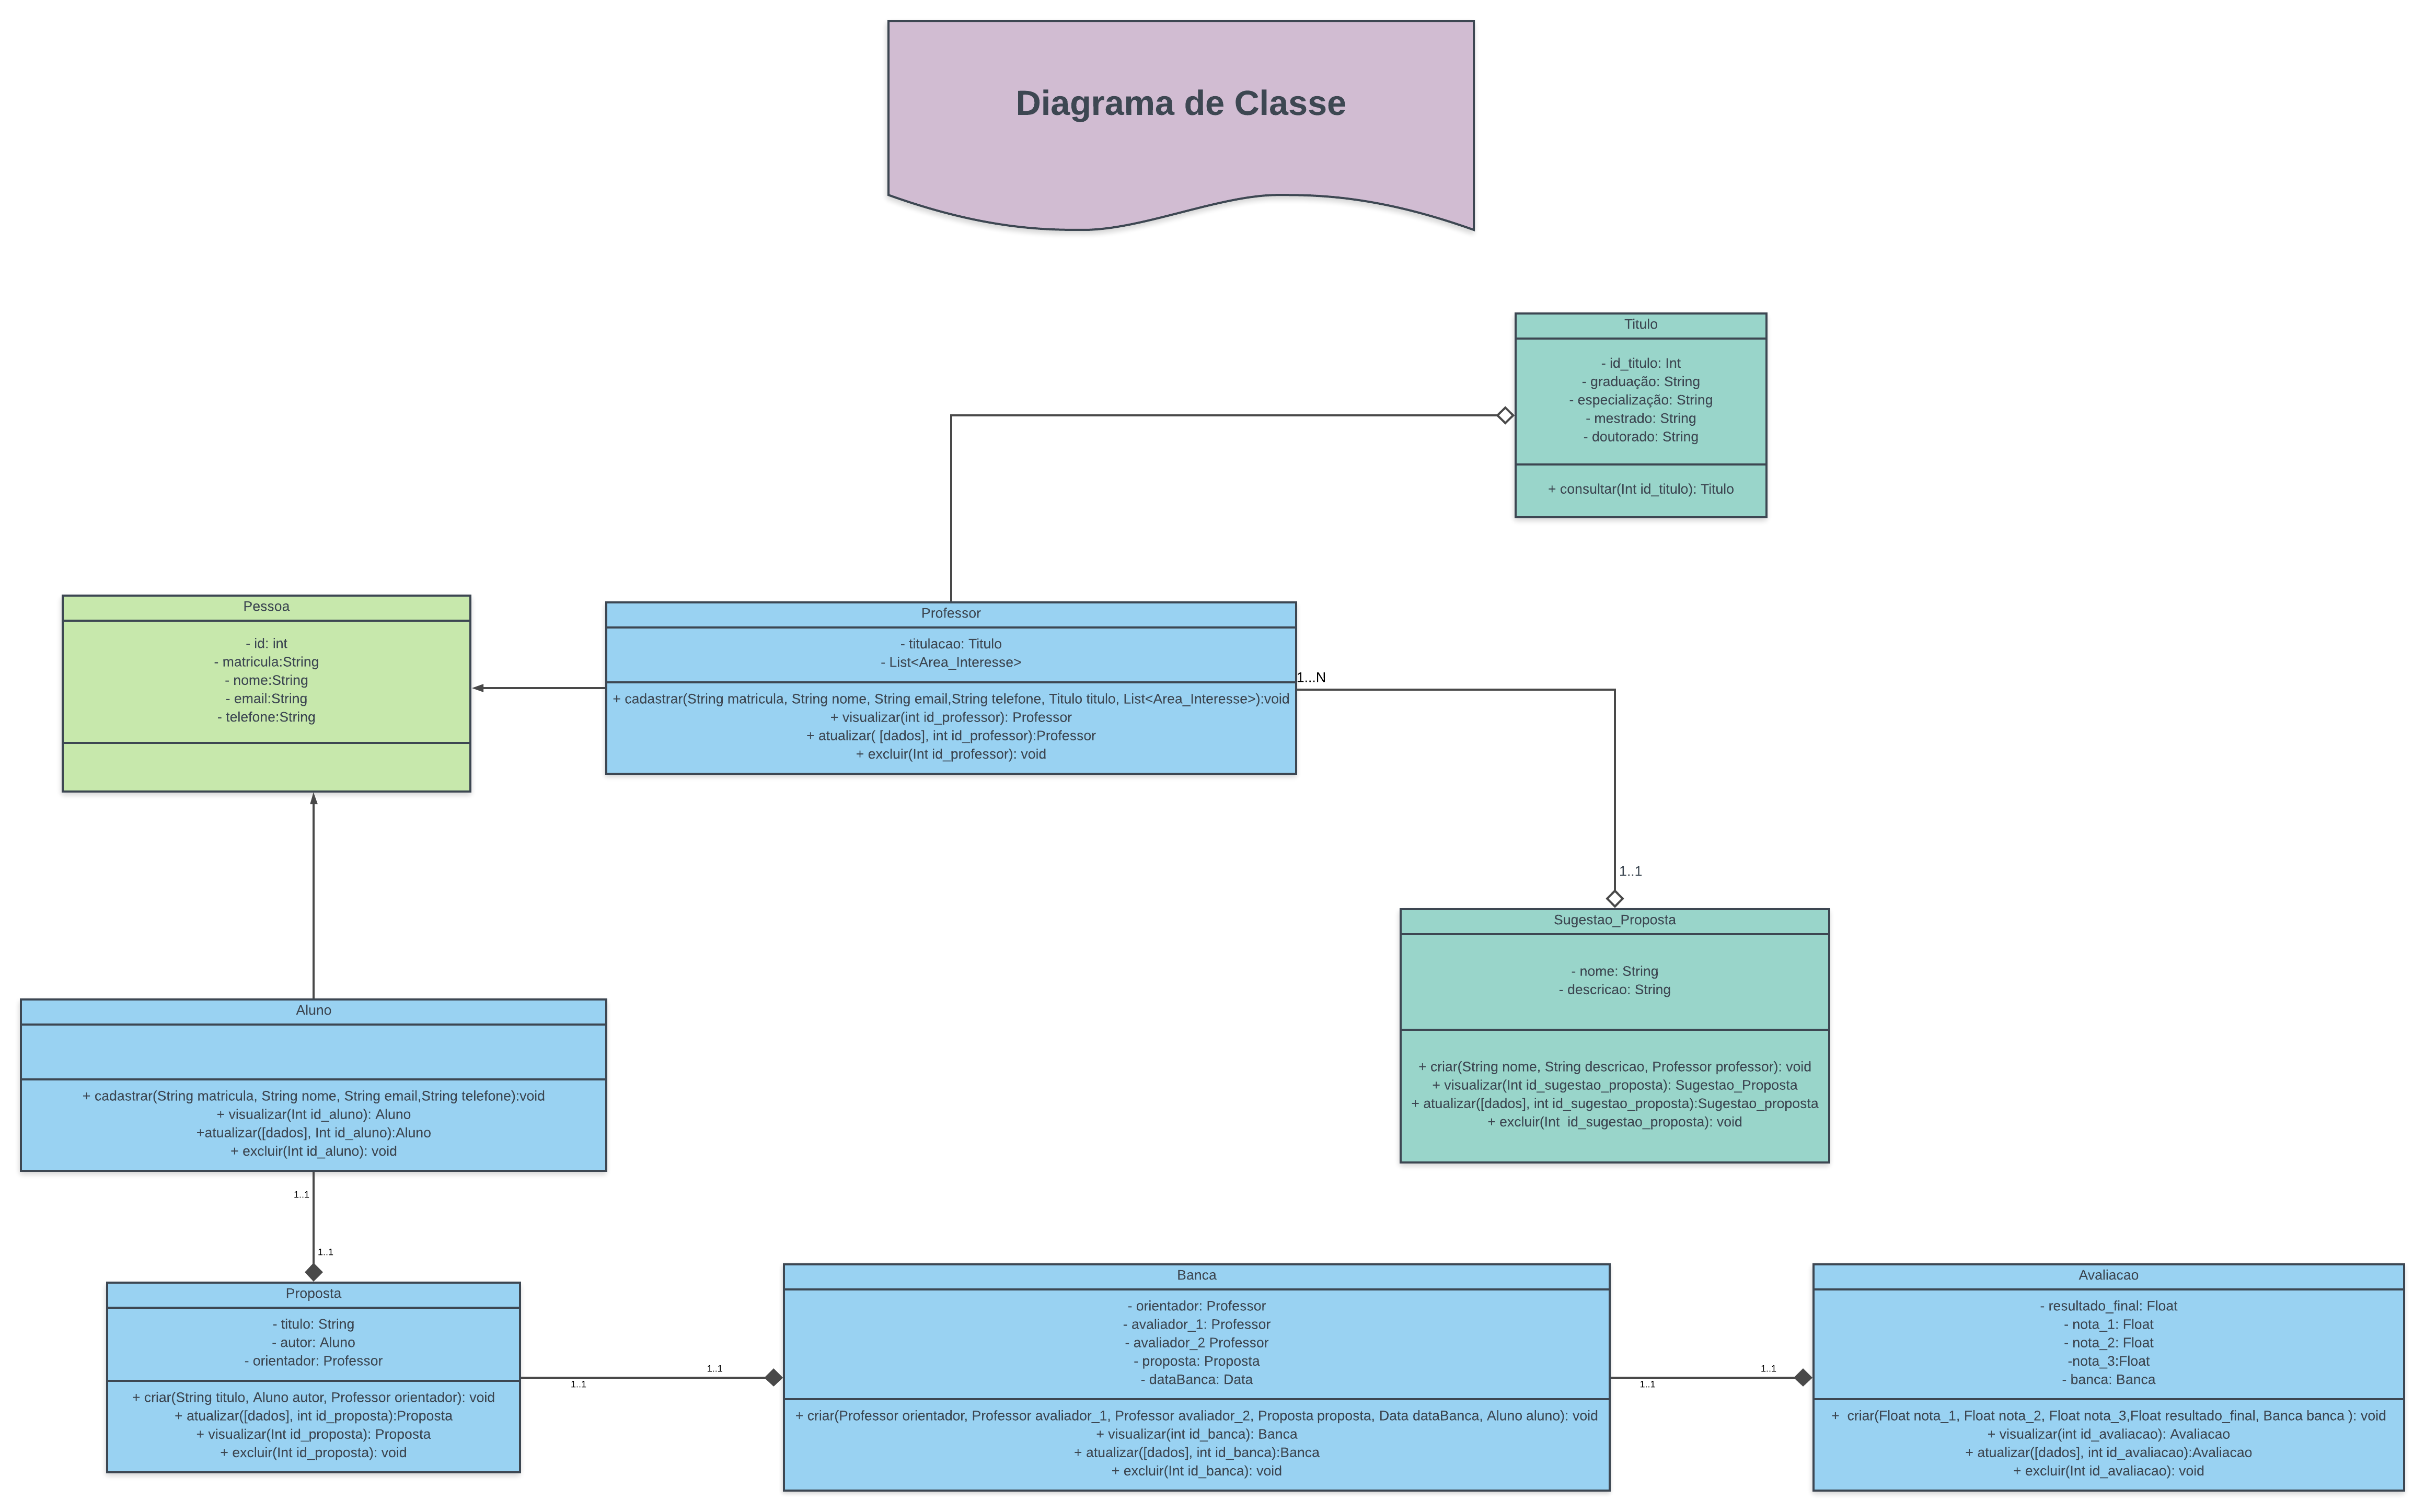 Diagrama de Classe
Titulo
- id_titulo: Int
- graduação: String
- especialização: String
- mestrado: String
- doutorado: String
+ consultar(Int id_titulo): Titulo
Pessoa
- id: int
- matricula:String
- nome:String
- email:String
- telefone:String
Professor
- titulacao: Titulo
- List<Area_Interesse>
+ cadastrar(String matricula, String nome, String email,String telefone, Titulo titulo, List<Area_Interesse>):void
+ visualizar(int id_professor): Professor
+ atualizar( [dados], int id_professor):Professor
+ excluir(Int id_professor): void
1...N
1..1
Sugestao_Proposta
- nome: String
- descricao: String
+ criar(String nome, String descricao, Professor professor): void
+ visualizar(Int id_sugestao_proposta): Sugestao_Proposta
+ atualizar([dados], int id_sugestao_proposta):Sugestao_proposta
+ excluir(Int  id_sugestao_proposta): void
Aluno
+ cadastrar(String matricula, String nome, String email,String telefone):void
+ visualizar(Int id_aluno): Aluno
+atualizar([dados], Int id_aluno):Aluno
+ excluir(Int id_aluno): void
1..1
1..1
Proposta
- titulo: String
- autor: Aluno
- orientador: Professor
+ criar(String titulo, Aluno autor, Professor orientador): void
+ atualizar([dados], int id_proposta):Proposta
+ visualizar(Int id_proposta): Proposta
+ excluir(Int id_proposta): void
1..1
1..1
Banca
- orientador: Professor
- avaliador_1: Professor
- avaliador_2 Professor
- proposta: Proposta
- dataBanca: Data
+ criar(Professor orientador, Professor avaliador_1, Professor avaliador_2, Proposta proposta, Data dataBanca, Aluno aluno): void
+ visualizar(int id_banca): Banca
+ atualizar([dados], int id_banca):Banca
+ excluir(Int id_banca): void
1..1
1..1
Avaliacao
- resultado_final: Float
- nota_1: Float
- nota_2: Float
-nota_3:Float
- banca: Banca
+  criar(Float nota_1, Float nota_2, Float nota_3,Float resultado_final, Banca banca ): void
+ visualizar(int id_avaliacao): Avaliacao
+ atualizar([dados], int id_avaliacao):Avaliacao
+ excluir(Int id_avaliacao): void